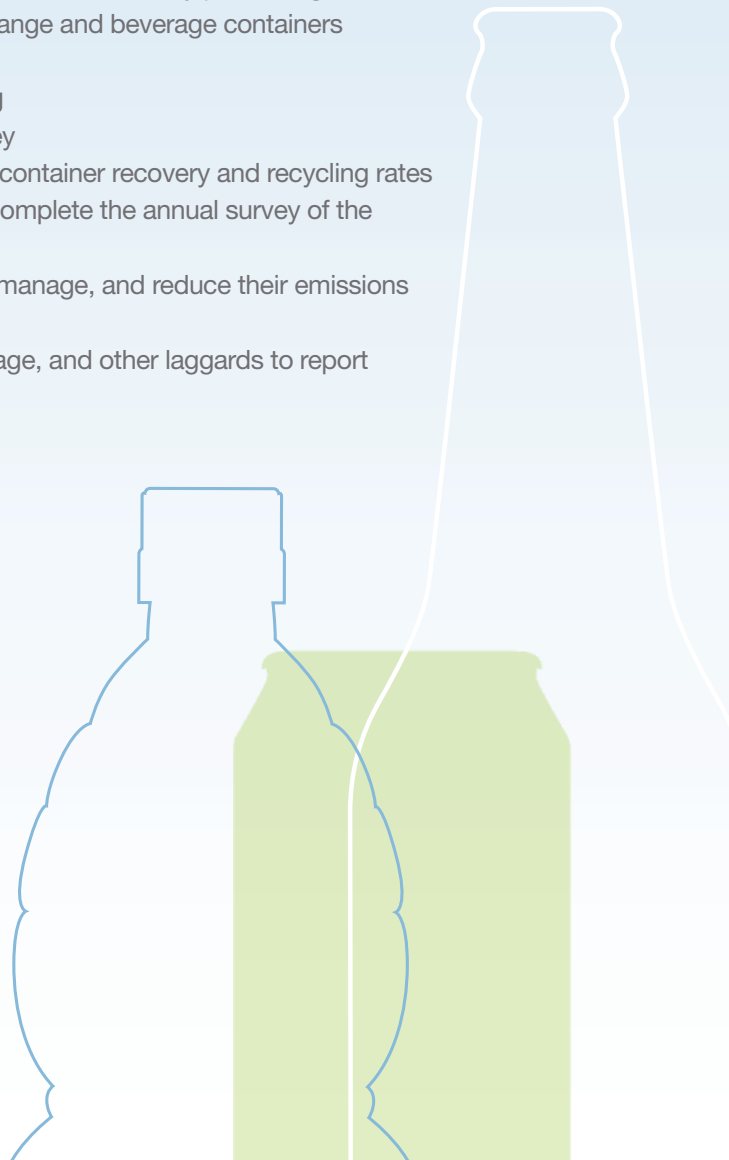 ange and beverage containers
g
ey
container recovery and recycling rates
omplete the annual survey of the
manage, and reduce their emissions
age, and other laggards to report